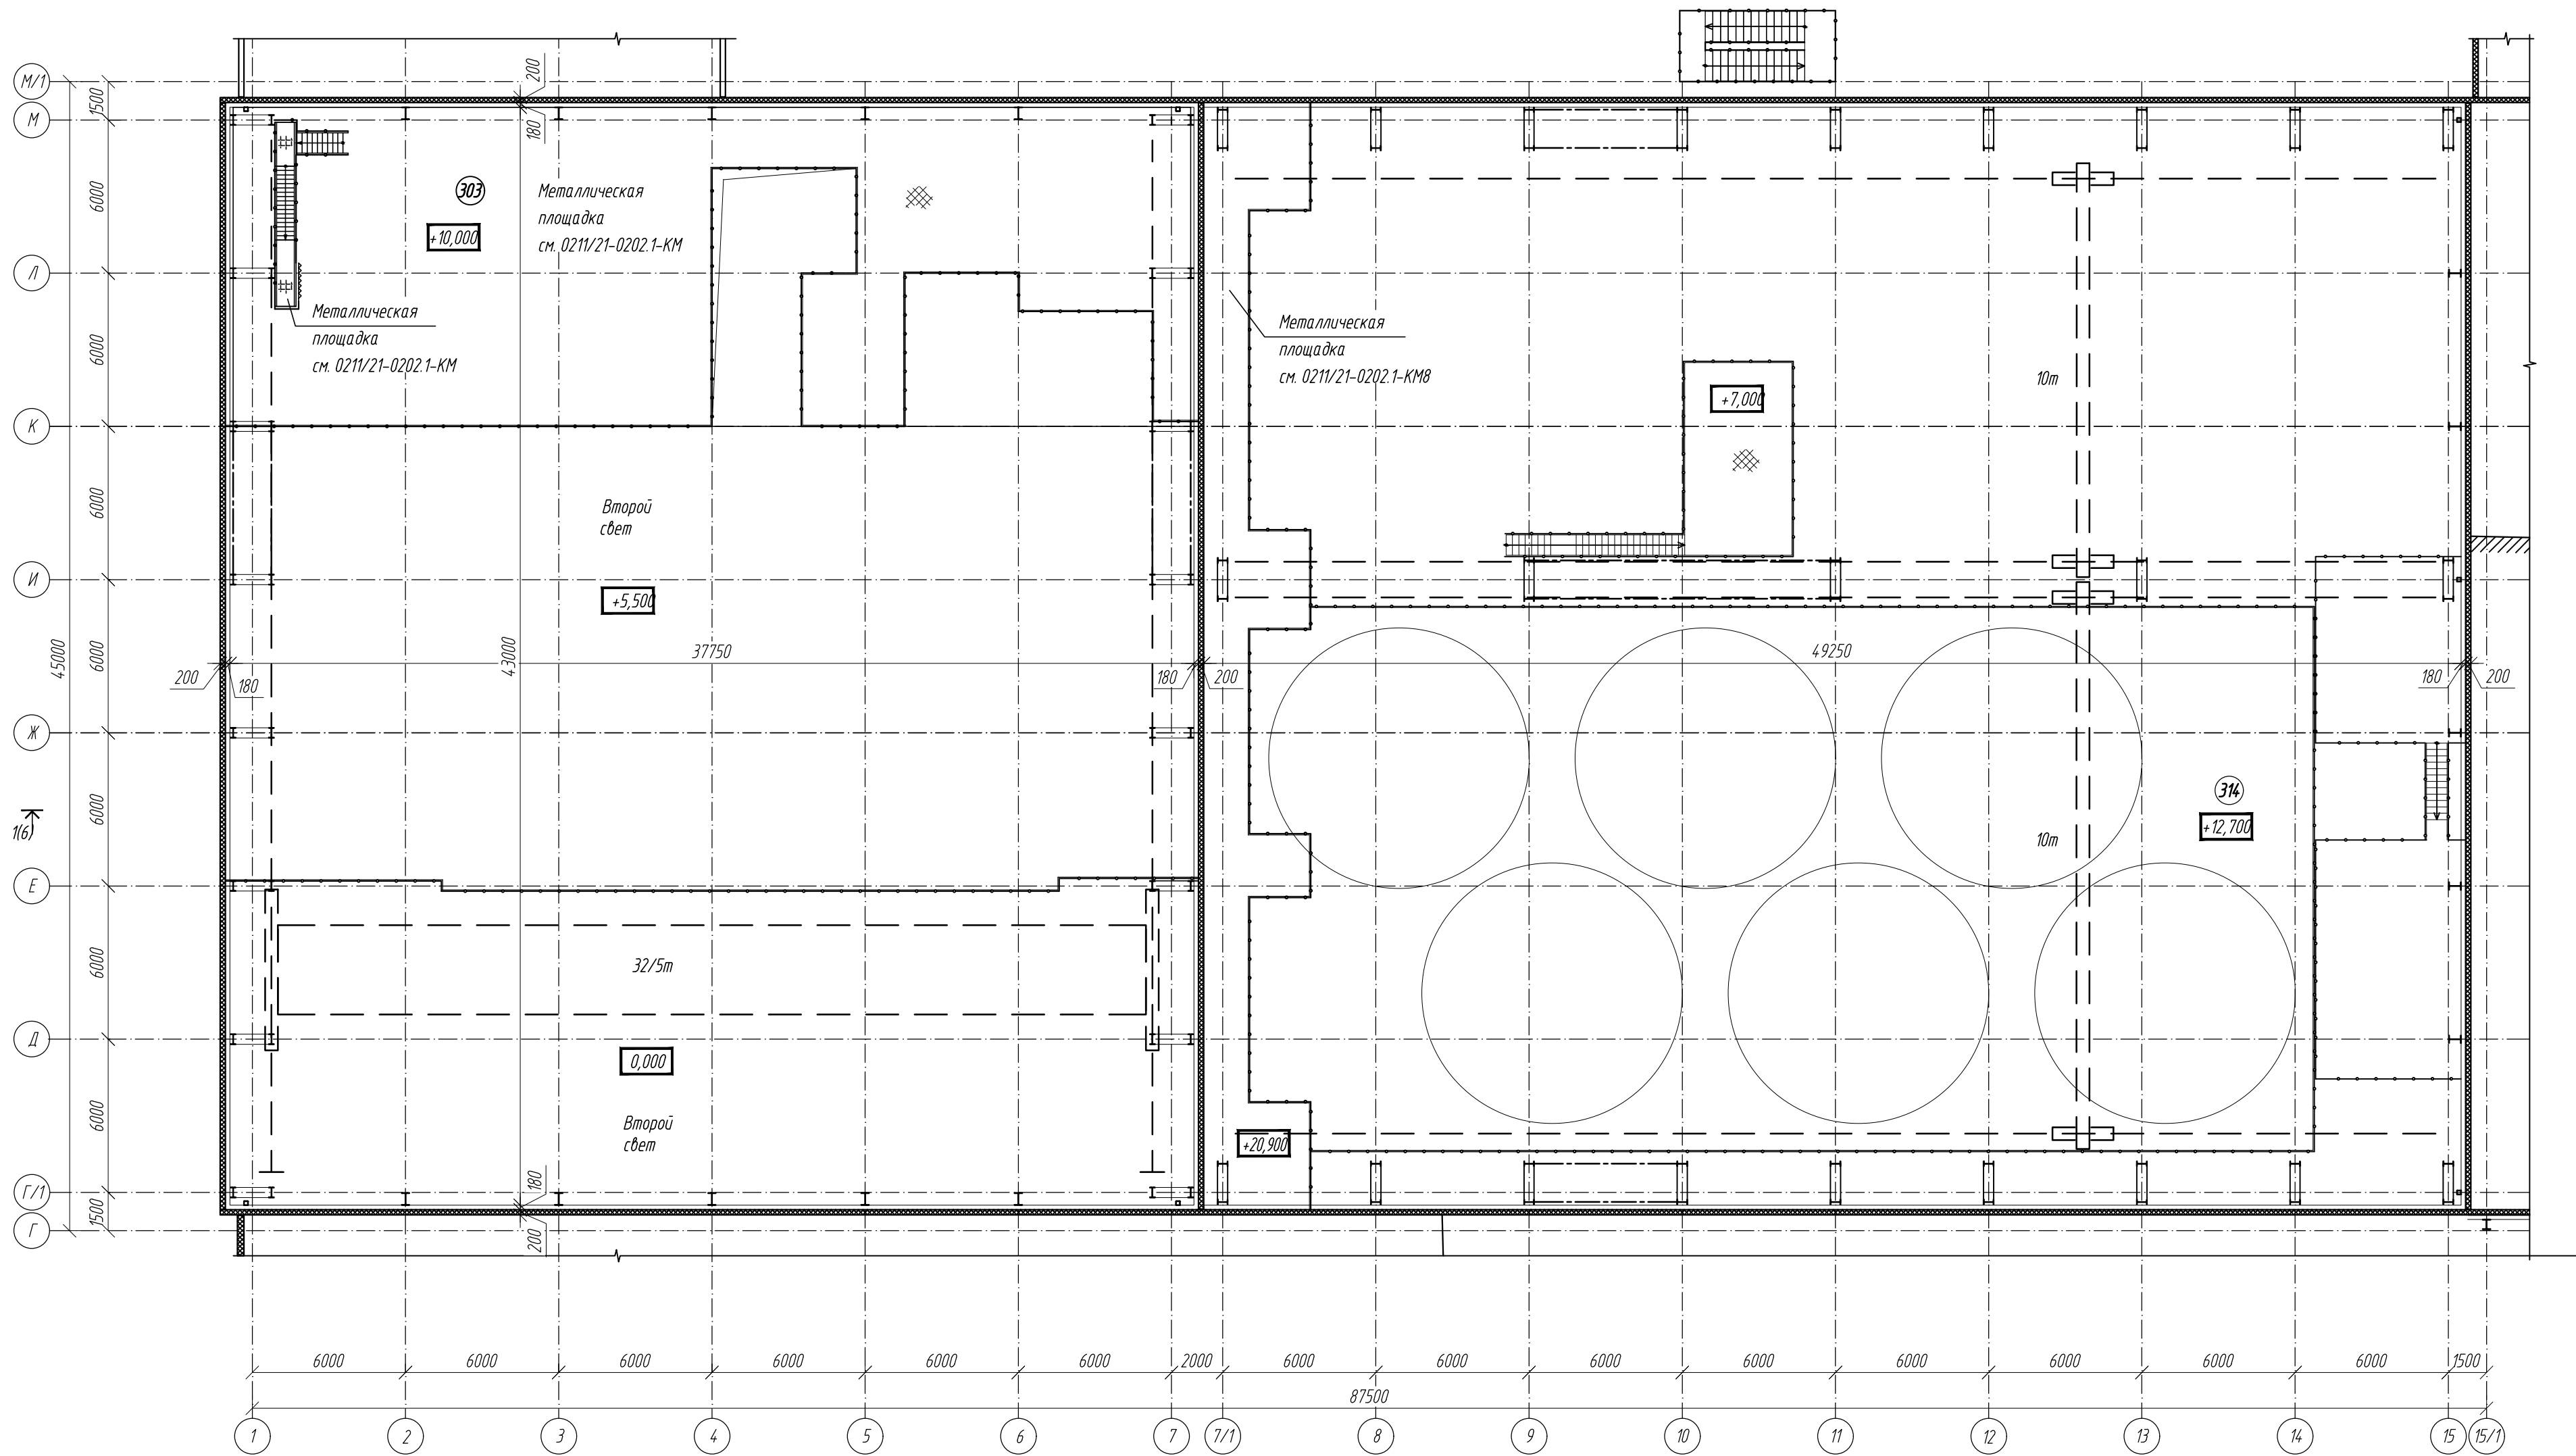 М/1
М
Л
К
И
Ж
Е
Д
Г/1
Г
1500
6000
6000
6000
6000
6000
6000
6000
1500
45000
1(6)
200
180
303
+10,000
Металлическая
площадка
см. 0211/21-0202.1-КМ
Металлическая
площадка
см. 0211/21-0202.1-КМ
Металлическая
площадка
см. 0211/21-0202.1-КМ8
+7,000
10т
Второй
свет
+5,500
43000
37750
49250
200
180
180
200
180
200
314
+12,700
10т
32/5т
0,000
Второй
свет
+20,900
180
200
6000
6000
6000
6000
6000
6000
2000
6000
6000
6000
6000
6000
6000
6000
6000
1500
87500
1
2
3
4
5
6
7
7/1
8
9
10
11
12
13
14
15
15/1